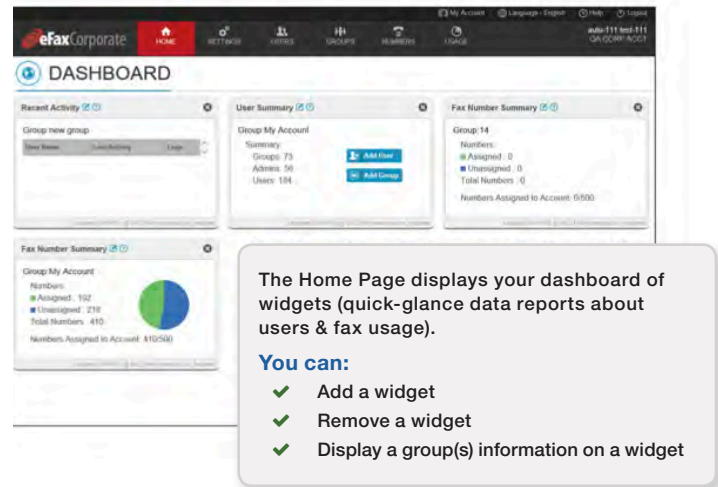 My Account Language : English Help Logout
eFaxCorporate
HOME SETTINGS USERS GROUPS NUMBERS USAGE
auto-111 test-111
QA CORP ACCT
DASHBOARD
Recent Activity
Group new group
User Name
User Summary
Group My Account
Summary:
Groups: 73
Admins: 56
Users: 184
Add User
Add Group
Fax Number Summary
Group:14
Numbers:
Assigned : 0
Unassigned : 0
Total Numbers : 0
Numbers Assigned to Account: 0/500
Fax Number Summary
Group My Account
Numbers:
Assigned : 192
Unassigned : 218
Total Numbers : 410
Numbers Assigned to Account: 410/500
The Home Page displays your dashboard of
widgets (quick-glance data reports about
users & fax usage).
You can:
Add a widget
Remove a widget
Display a group(s) information on a widget